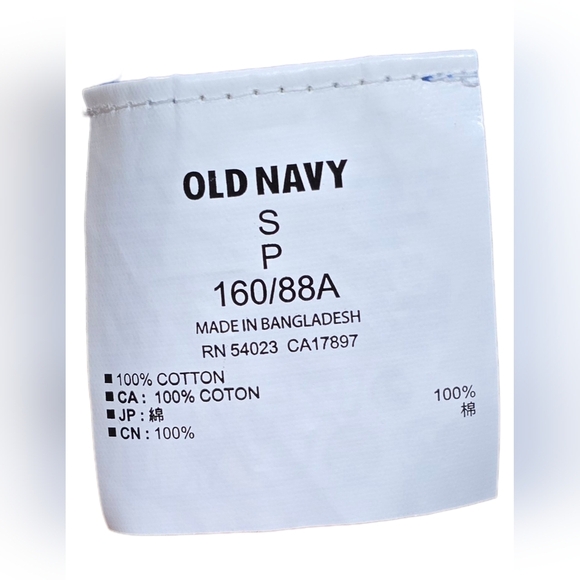 OLD NAVY
S
P
160/88A
MADE IN BANGLADESH
RN 54023 CA17897
100% COTTON
CA : 100% COTON
JP : 綿 100%
CN : 100% 棉